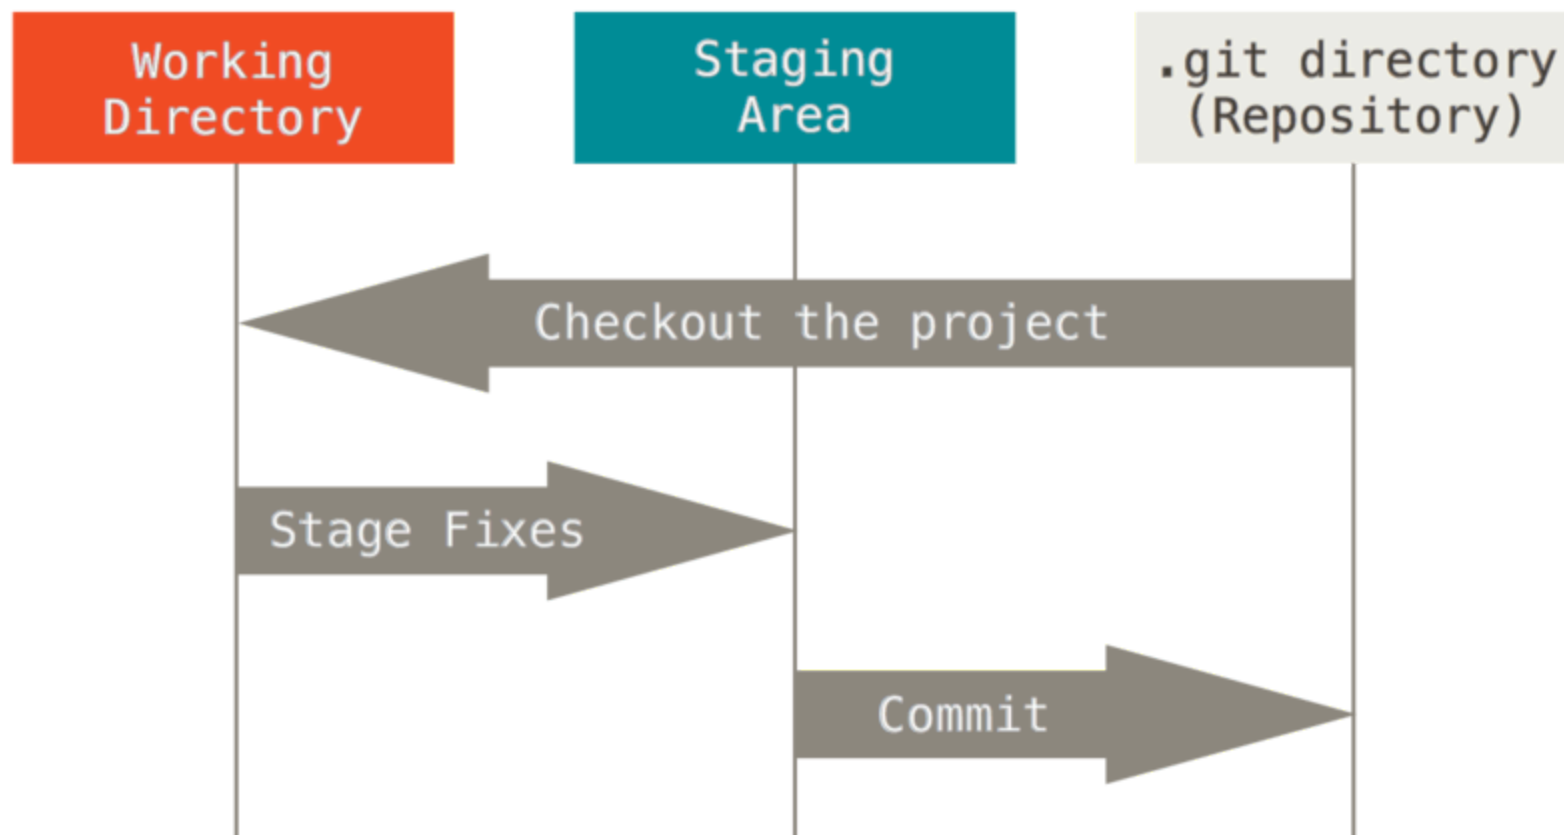 Working
Directory
Staging
Area
.git directory
(Repository)
Checkout the project
Stage Fixes
Commit